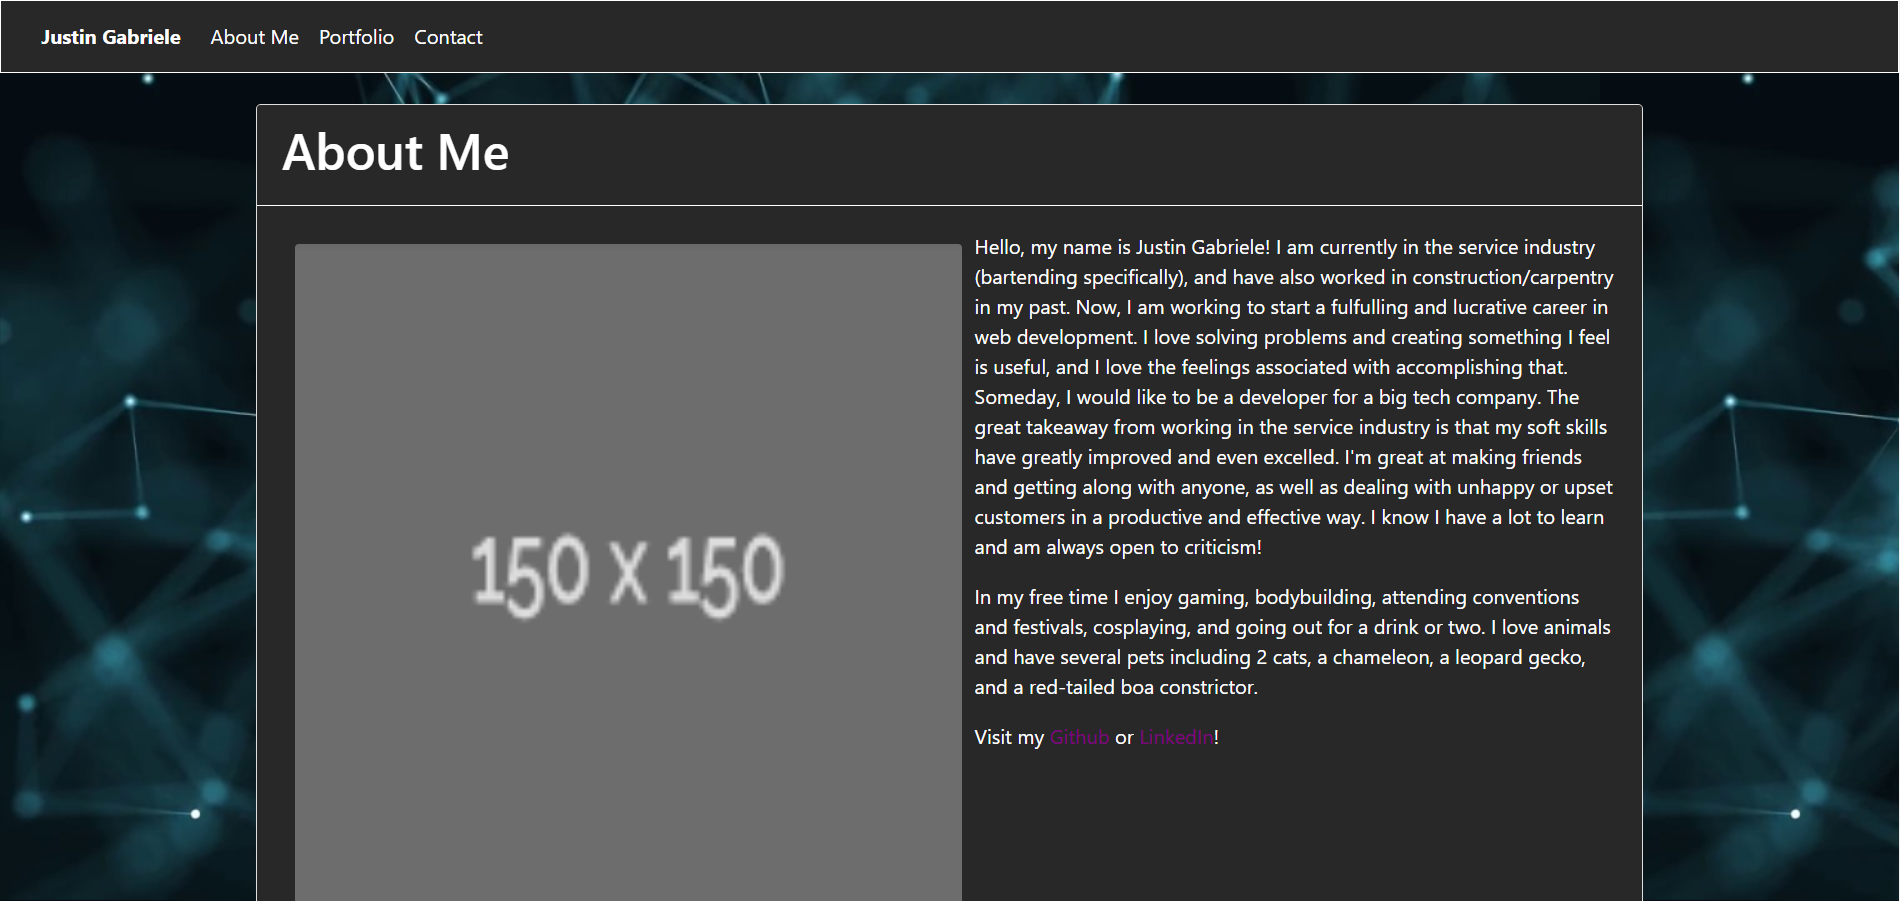 Justin Gabriele About Me Portfolio Contact
About Me
150 X 150
Hello, my name is Justin Gabriele! I am currently in the service industry
(bartending specifically), and have also worked in construction/carpentry
in my past. Now, I am working to start a fulfulling and lucrative career in
web development. I love solving problems and creating something I feel
is useful, and I love the feelings associated with accomplishing that.
Someday, I would like to be a developer for a big tech company. The
great takeaway from working in the service industry is that my soft skills
have greatly improved and even excelled. I'm great at making friends
and getting along with anyone, as well as dealing with unhappy or upset
customers in a productive and effective way. I know I have a lot to learn
and am always open to criticism!
In my free time I enjoy gaming, bodybuilding, attending conventions
and festivals, cosplaying, and going out for a drink or two. I love animals
and have several pets including 2 cats, a chameleon, a leopard gecko,
and a red-tailed boa constrictor.
Visit my Github or LinkedIn!